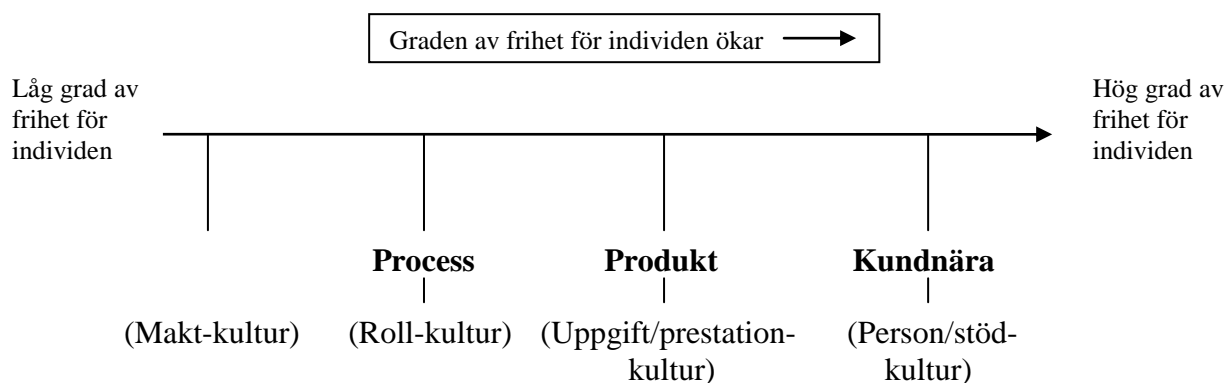 Graden av frihet för individen ökar
Låg grad av
frihet för
individen
Hög grad av
frihet för
individen
Process
Produkt
Kundnära
(Makt-kultur)
(Roll-kultur)
(Uppgift/prestation-
kultur)
(Person/stöd-
kultur)